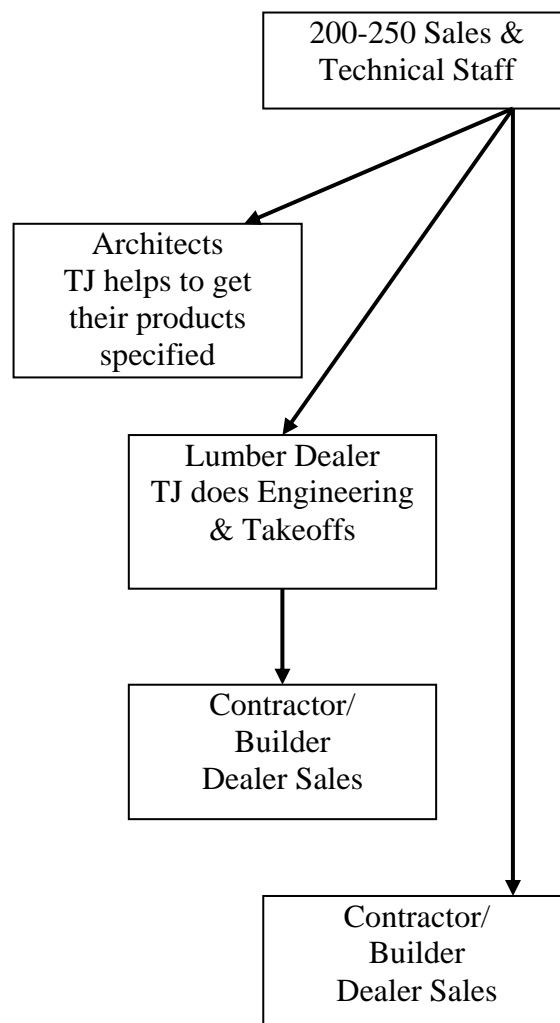 200-250 Sales &
Technical Staff
Architects
TJ helps to get
their products
specified
Lumber Dealer
TJ does Engineering
& Takeoffs
Contractor/
Builder
Dealer Sales
Contractor/
Builder
Dealer Sales